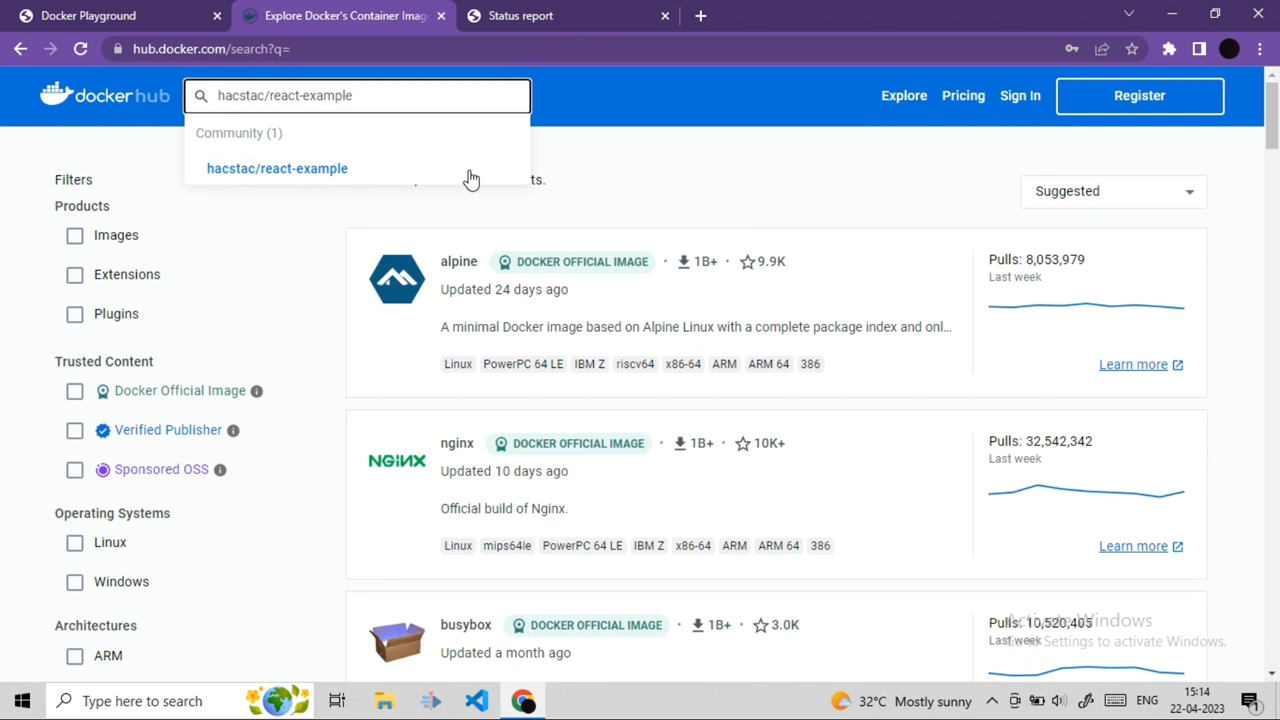 Docker Playground
Explore Docker's Container Imag
Status report
hub.docker.com/search?q=
dockerhub
hacstac/react-example
Explore
Pricing
Sign In
Register
Community (1)
hacstac/react-example
ts.
Suggested
Filters
Products
Images
Extensions
Plugins
Trusted Content
Docker Official Image
Verified Publisher
Sponsored OSS
Operating Systems
Linux
Windows
Architectures
ARM
alpine DOCKER OFFICIAL IMAGE · 1B+ · 9.9K
Updated 24 days ago
A minimal Docker image based on Alpine Linux with a complete package index and onl...
Linux PowerPC 64 LE IBM Z riscv64 x86-64 ARM ARM 64 386
Pulls: 8,053,979
Last week
Learn more
NGINX
nginx DOCKER OFFICIAL IMAGE · 1B+ · 10K+
Updated 10 days ago
Official build of Nginx.
Linux mips64le PowerPC 64 LE IBM Z x86-64 ARM ARM 64 386
Pulls: 32,542,342
Last week
Learn more
busybox DOCKER OFFICIAL IMAGE · 1B+ · 3.0K
Updated a month ago
Pulls: 10,520,405
Last week
Activate Windows
Go to Settings to activate Windows.
Type here to search
32°C Mostly sunny
ENG
15:14
22-04-2023
1